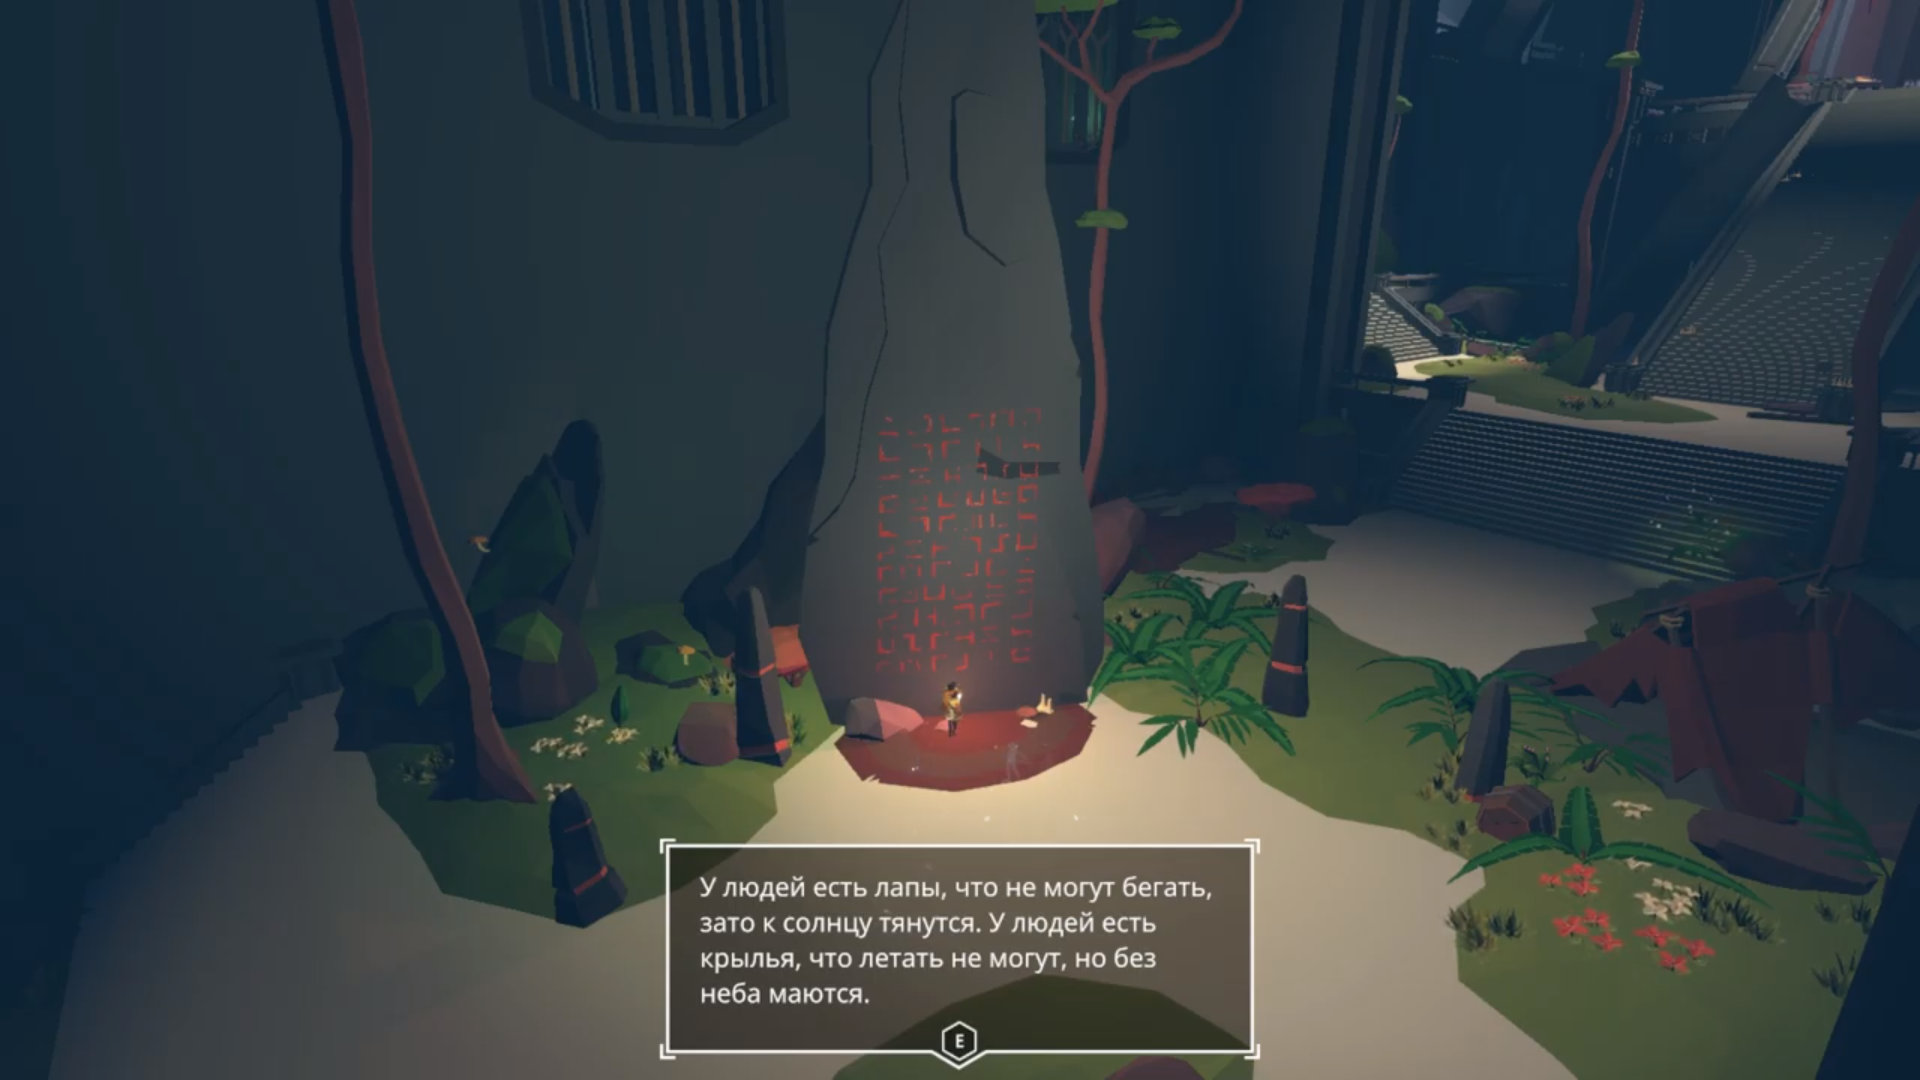 У людей есть лапы, что не могут бегать,
зато к солнцу тянутся. У людей есть
крылья, что летать не могут, но без
неба маются.
E